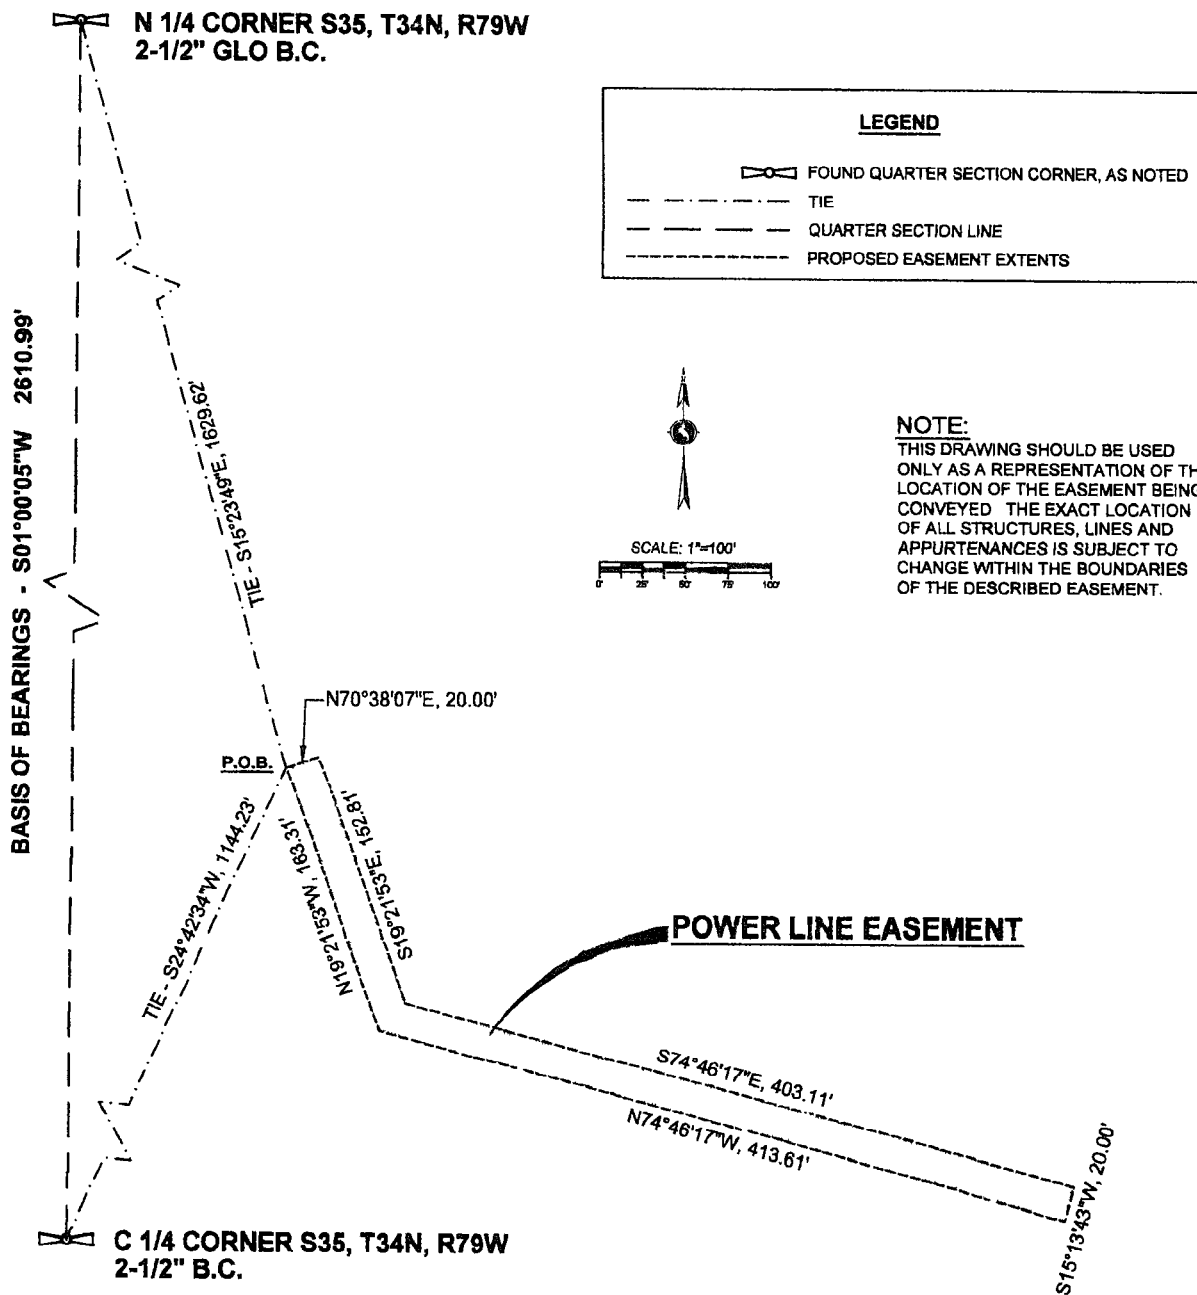 N 1/4 CORNER S35, T34N, R79W
2-1/2" GLO B.C.
LEGEND
FOUND QUARTER SECTION CORNER, AS NOTED
TIE
QUARTER SECTION LINE
PROPOSED EASEMENT EXTENTS
BASIS OF BEARINGS - S01°00'05"W 2610.99'
TIE - S15°23'49"E, 1629.62'
NOTE:
THIS DRAWING SHOULD BE USED
ONLY AS A REPRESENTATION OF TH
LOCATION OF THE EASEMENT BEING
CONVEYED THE EXACT LOCATION
OF ALL STRUCTURES, LINES AND
APPURTENANCES IS SUBJECT TO
CHANGE WITHIN THE BOUNDARIES
OF THE DESCRIBED EASEMENT.
SCALE: 1"=100'
0' 25' 50' 75' 100'
N70°38'07"E, 20.00'
P.O.B.
TIE - S24°42'34"W, 1144.23'
N19°21'53"W, 163.31'
S19°21'53"E, 152.81'
POWER LINE EASEMENT
S74°46'17"E, 403.11'
N74°46'17"W, 413.61'
S15°13'43"W, 20.00'
C 1/4 CORNER S35, T34N, R79W
2-1/2" B.C.